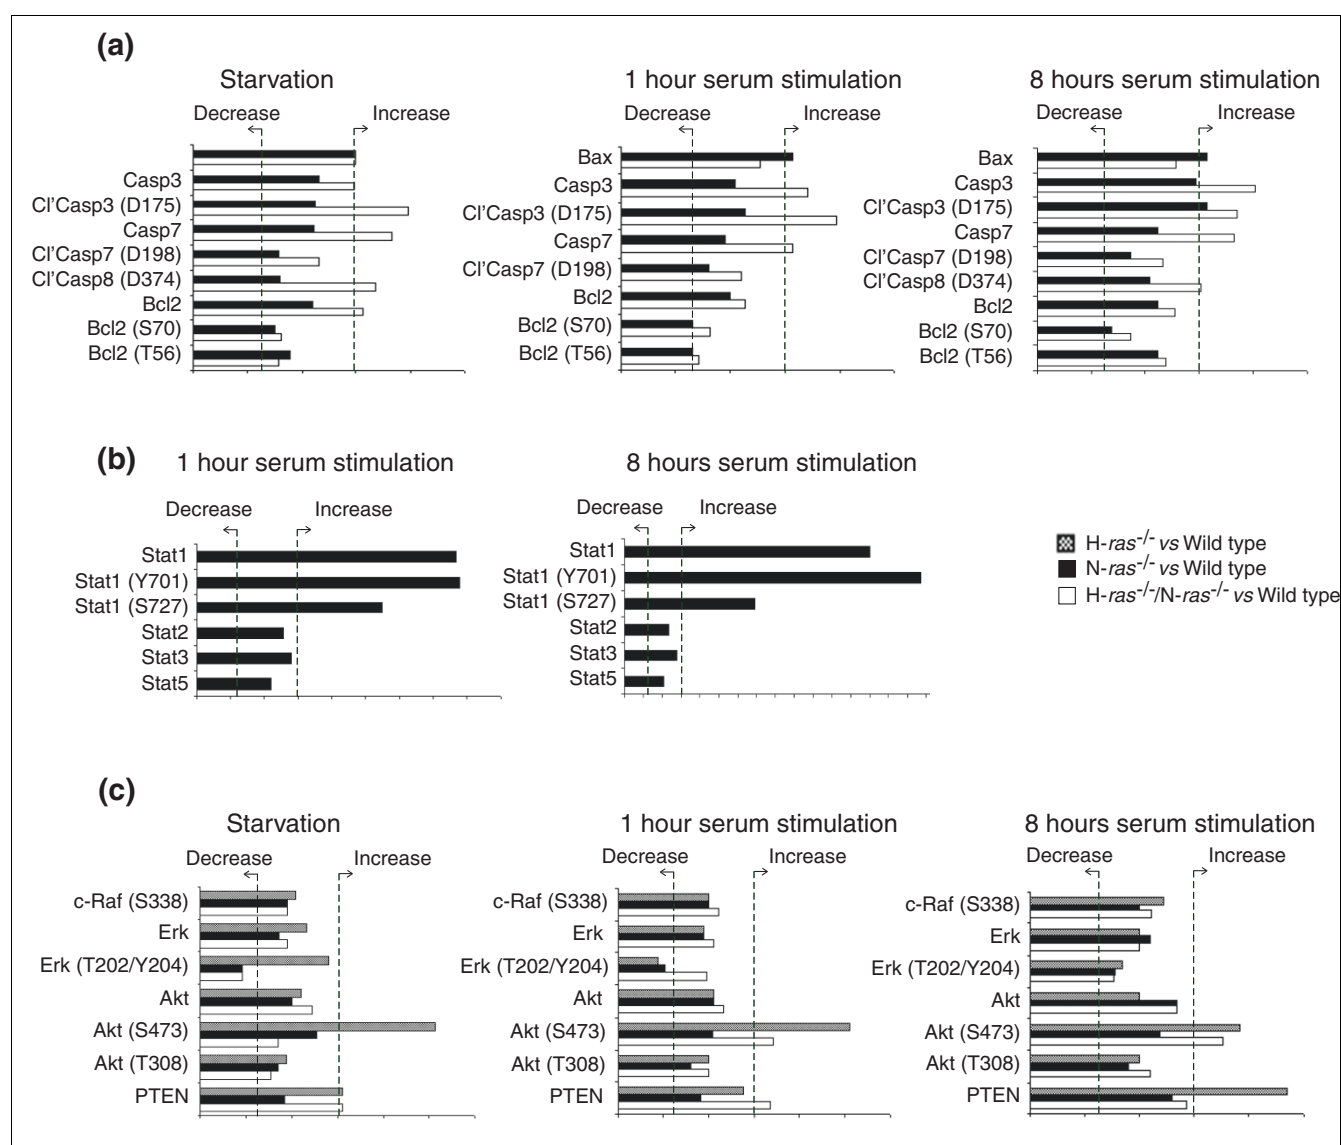 (a)
Starvation
Decrease
Increase
Casp3
Cl'Casp3 (D175)
Casp7
Cl'Casp7 (D198)
Cl'Casp8 (D374)
Bcl2
Bcl2 (S70)
Bcl2 (T56)
1 hour serum stimulation
Decrease
Increase
Bax
Casp3
Cl'Casp3 (D175)
Casp7
Cl'Casp7 (D198)
Bcl2
Bcl2 (S70)
Bcl2 (T56)
8 hours serum stimulation
Decrease
Increase
Bax
Casp3
Cl'Casp3 (D175)
Casp7
Cl'Casp7 (D198)
Cl'Casp8 (D374)
Bcl2
Bcl2 (S70)
Bcl2 (T56)
(b)
1 hour serum stimulation
Decrease
Increase
Stat1
Stat1 (Y701)
Stat1 (S727)
Stat2
Stat3
Stat5
8 hours serum stimulation
Decrease
Increase
Stat1
Stat1 (Y701)
Stat1 (S727)
Stat2
Stat3
Stat5
H-ras-/- vs Wild type
N-ras-/- vs Wild type
H-ras-/-/N-ras-/- vs Wild type
(c)
Starvation
Decrease
Increase
c-Raf (S338)
Erk
Erk (T202/Y204)
Akt
Akt (S473)
Akt (T308)
PTEN
1 hour serum stimulation
Decrease
Increase
c-Raf (S338)
Erk
Erk (T202/Y204)
Akt
Akt (S473)
Akt (T308)
PTEN
8 hours serum stimulation
Decrease
Increase
c-Raf (S338)
Erk
Erk (T202/Y204)
Akt
Akt (S473)
Akt (T308)
PTEN